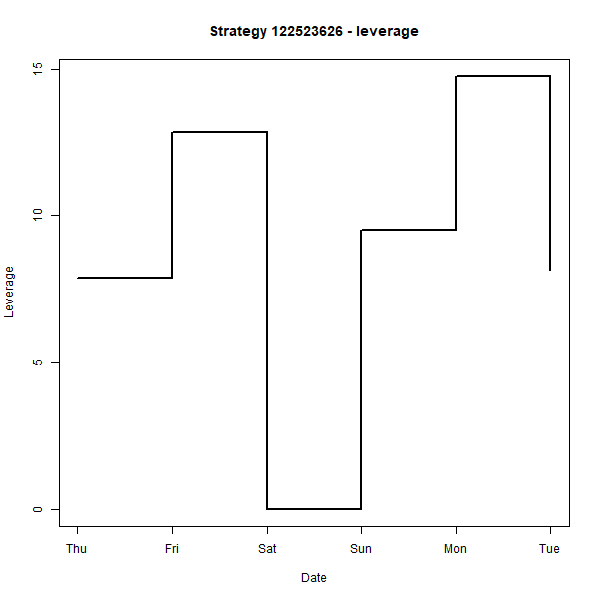 Strategy 122523626 - leverage
15
10
5
0
Leverage
Thu Fri Sat Sun Mon Tue
Date